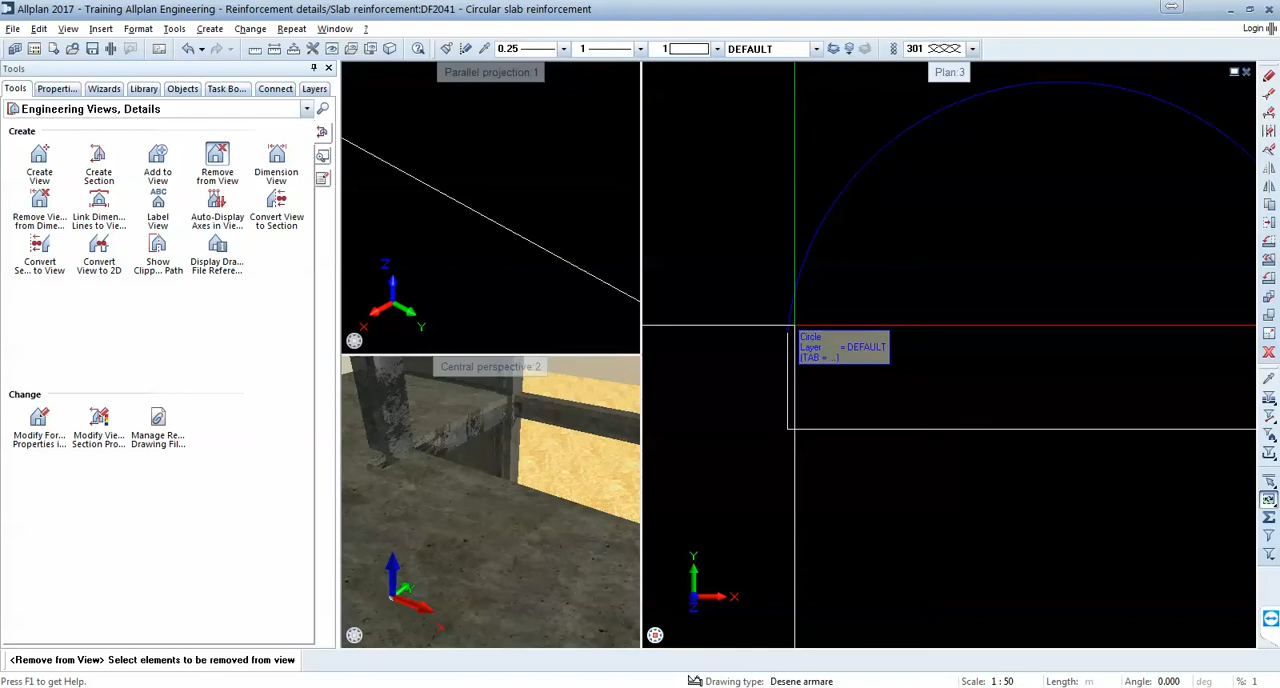 Allplan 2017 - Training Allplan Engineering - Reinforcement details/Slab reinforcement:DF2041 - Circular slab reinforcement
File Edit View Insert Format Tools Create Change Repeat Window ?
Login
0.25 1 1 DEFAULT 301
Tools
Tools Properti... Wizards Library Objects Task Bo... Connect Layers
Engineering Views, Details
Create
Create View
Create Section
Add to View
Remove from View
Dimension View
Remove Vie... from Dime...
Link Dimen... Lines to View...
ABC
Label View
Auto-Display Axes in Vie...
Convert View to Section
Convert Se... to View
Convert View to 2D
Show Clipp... Path
Display Dra... File Refere...
Change
Modify For... Properties i...
Modify Vie... Section Pro...
Manage Re... Drawing Fil...
Parallel projection:1
Z
X
Y
Central perspective:2
X
Plan:3
Circle
Layer = DEFAULT
(TAB = ...)
Y
X
Z
<Remove from View> Select elements to be removed from view
Press F1 to get Help.
Drawing type: Desene armare
Scale: 1 : 50
Length: m
Angle: 0.000 deg
%: 1